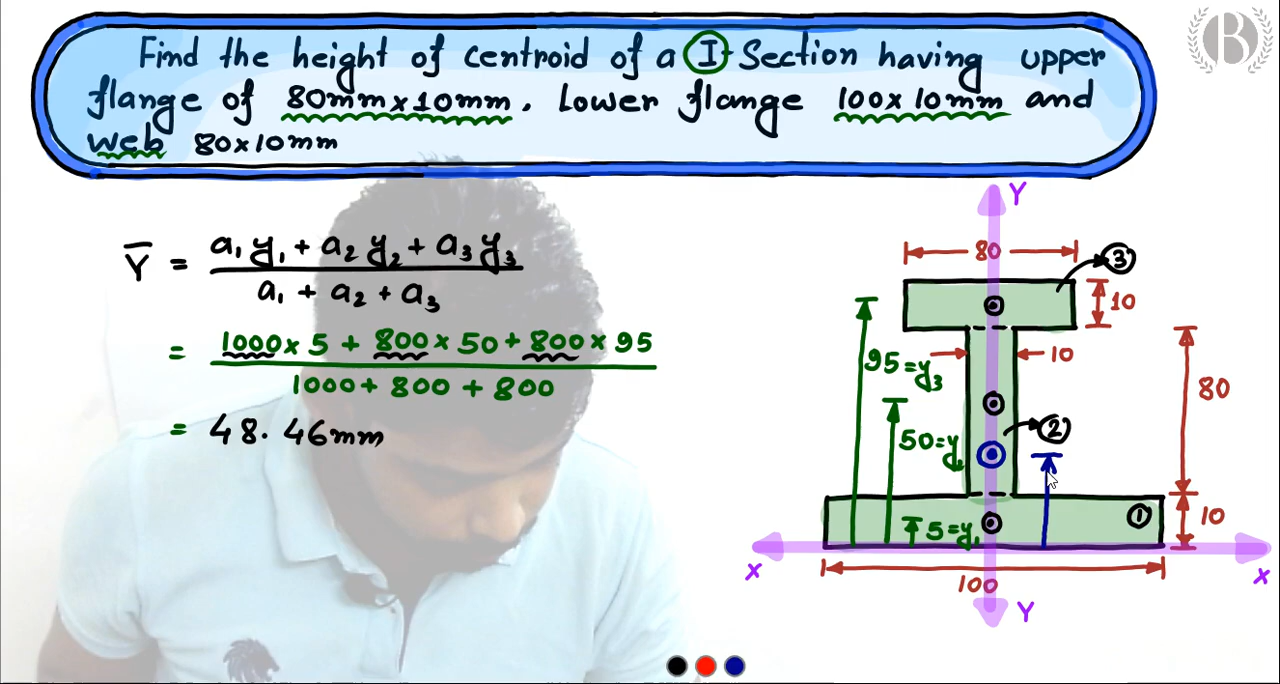 Find the height of centroid of a I-Section having upper
flange of 80mm x 10mm. Lower flange 100 x 10mm and
web 80 x 10mm
Y
80
③
10
Ȳ = a₁y₁ + a₂y₂ + a₃y₃
a₁ + a₂ + a₃
= 1000 x 5 + 800 x 50 + 800 x 95
1000 + 800 + 800
= 48.46mm
95 = y₃
10
80
50 = y
②
5 = y₁
①
10
x
x
100
Y
B